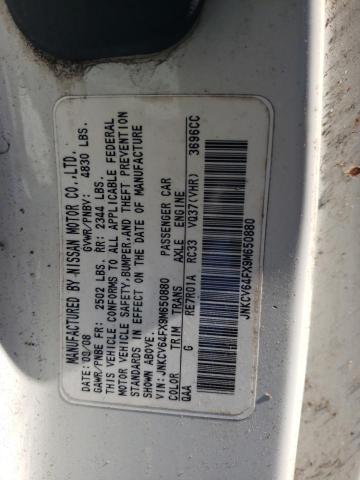 MANUFACTURED BY NISSAN MOTOR CO.,LTD.
DATE: 09/08 GVWR/PNBV: 4830 LBS.
GAWR/PNBE FR: 2502 LBS. RR: 2344 LBS.
THIS VEHICLE CONFORMS TO ALL APPLICABLE FEDERAL
MOTOR VEHICLE SAFETY,BUMPER,AND THEFT PREVENTION
STANDARDS IN EFFECT ON THE DATE OF MANUFACTURE
SHOWN ABOVE.
VIN: JNKCV64FX9M650880 PASSENGER CAR
COLOR TRIM TRANS AXLE ENGINE
QAA G RE7R01A RC33 VQ37(VHR) 3696CC
JNKCV64FX9M650880